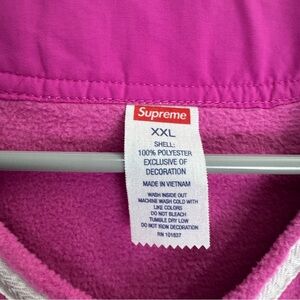 Supreme
XXL
SHELL:
100% POLYESTER
EXCLUSIVE OF
DECORATION
MADE IN VIETNAM
WASH INSIDE OUT
MACHINE WASH COLD WITH
LIKE COLORS
DO NOT BLEACH
TUMBLE DRY LOW
DO NOT IRON DECORATION
RN 101837